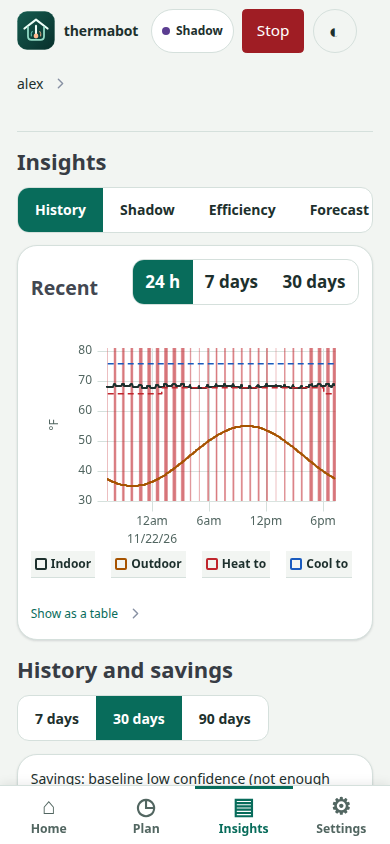 thermabot
Shadow
Stop
alex
Insights
History Shadow Efficiency Forecast
Recent
24 h 7 days 30 days
80
70
60
50
40
30
°F
12am 6am 12pm 6pm
11/22/26
Indoor Outdoor Heat to Cool to
Show as a table
History and savings
7 days 30 days 90 days
Savings: baseline low confidence (not enough
Home Plan Insights Settings